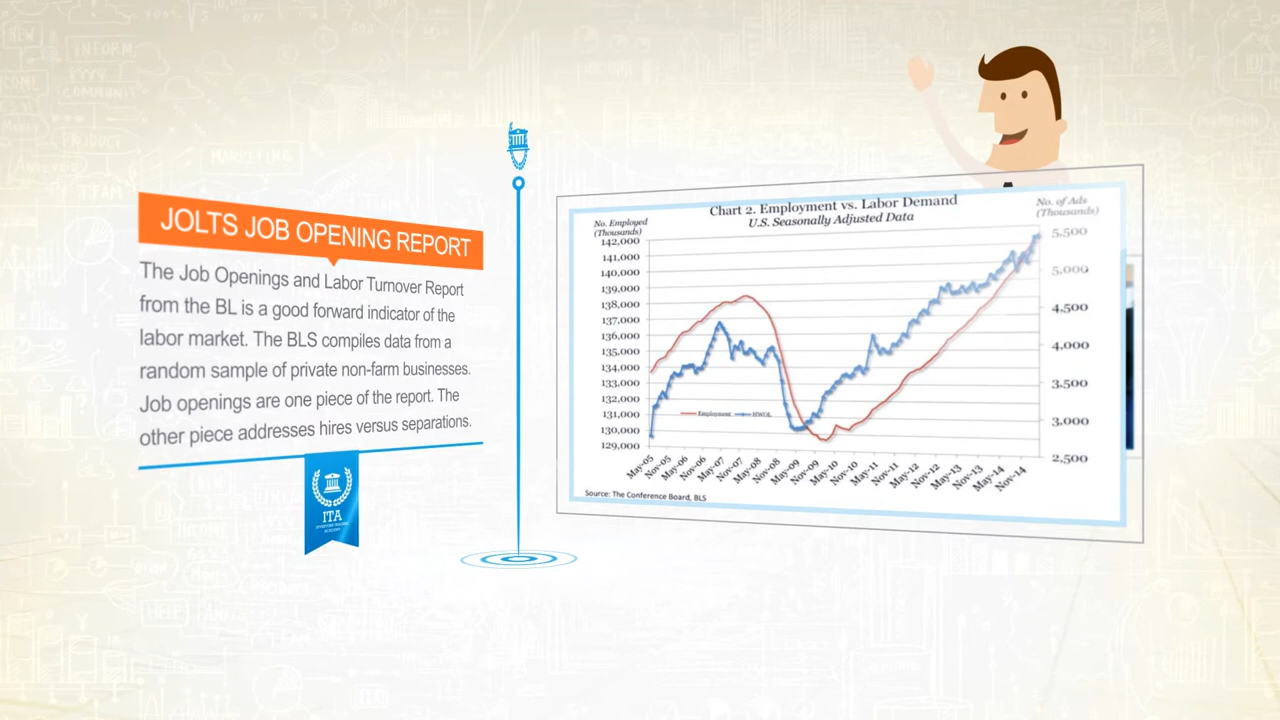 JOLTS JOB OPENING REPORT
The Job Openings and Labor Turnover Report
from the BL is a good forward indicator of the
labor market. The BLS compiles data from a
random sample of private non-farm businesses.
Job openings are one piece of the report. The
other piece addresses hires versus separations.
ITA
Chart 2. Employment vs. Labor Demand
U.S. Seasonally Adjusted Data
No. Employed
(Thousands)
No. of Ads
(Thousands)
142,000
141,000
140,000
139,000
138,000
137,000
136,000
135,000
134,000
133,000
132,000
131,000
130,000
129,000
5,500
5,000
4,500
4,000
3,500
3,000
2,500
Employment
HWOL
May-05
Nov-05
May-06
Nov-06
May-07
Nov-07
May-08
Nov-08
May-09
Nov-09
May-10
Nov-10
May-11
Nov-11
May-12
Nov-12
May-13
Nov-13
May-14
Nov-14
Source: The Conference Board, BLS
INFORM
COMMUNITY
PRODUCT
MARKETING
TEAM
HELP